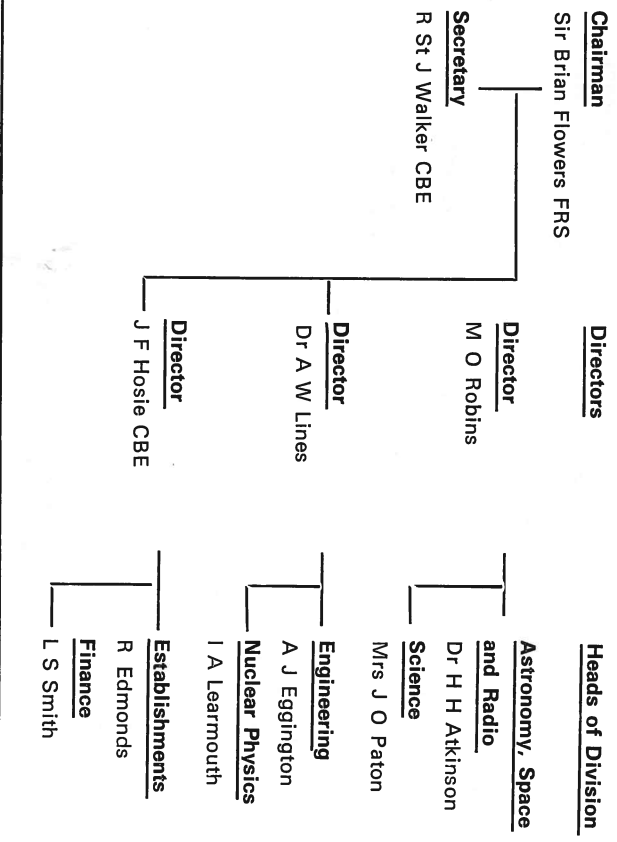 Chairman
Sir Brian Flowers FRS
Secretary
R St J Walker CBE
Directors
Director
M O Robins
Director
Dr A W Lines
Director
J F Hosie CBE
Heads of Division
Astronomy, Space
and Radio
Dr H H Atkinson
Science
Mrs J O Paton
Engineering
A J Eggington
Nuclear Physics
I A Learmouth
Establishments
R Edmonds
Finance
L S Smith